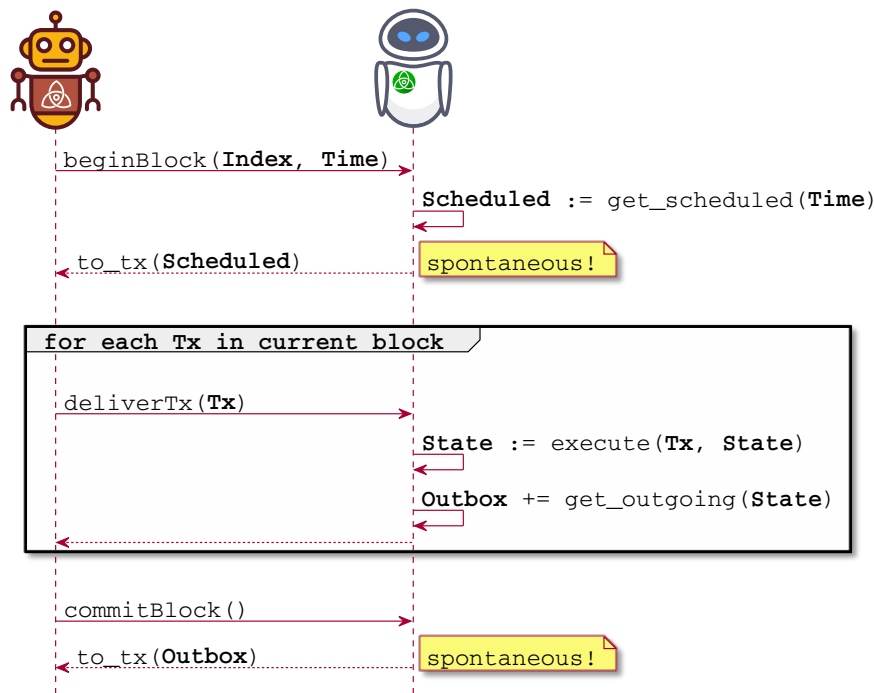 beginBlock(Index, Time)
Scheduled := get_scheduled(Time)
to_tx(Scheduled)
spontaneous!
for each Tx in current block
deliverTx(Tx)
State := execute(Tx, State)
Outbox += get_outgoing(State)
commitBlock()
to_tx(Outbox)
spontaneous!